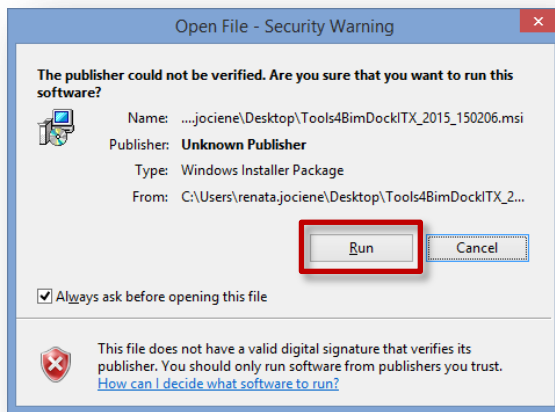 Open File - Security Warning
The publisher could not be verified. Are you sure that you want to run this
software?
Name: ....jociene\Desktop\Tools4BimDockITX_2015_150206.msi
Publisher: Unknown Publisher
Type: Windows Installer Package
From: C:\Users\renata.jociene\Desktop\Tools4BimDockITX_2...
Run Cancel
Always ask before opening this file
This file does not have a valid digital signature that verifies its
publisher. You should only run software from publishers you trust.
How can I decide what software to run?